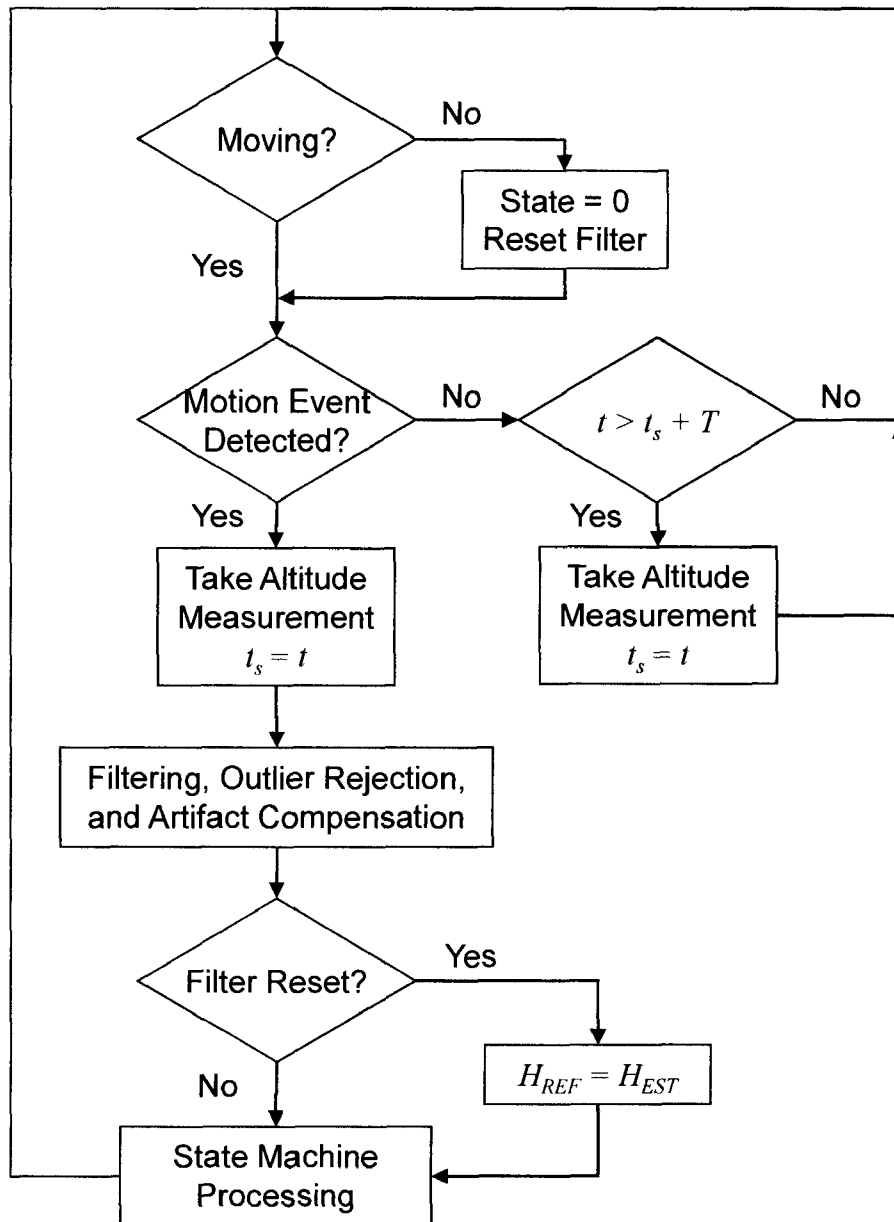 Moving?
No
State = 0
Reset Filter
Yes
Motion Event
Detected?
No
t > t_s + T
No
Yes
Take Altitude
Measurement
t_s = t
Yes
Take Altitude
Measurement
t_s = t
Filtering, Outlier Rejection,
and Artifact Compensation
Filter Reset?
Yes
H_REF = H_EST
No
State Machine
Processing